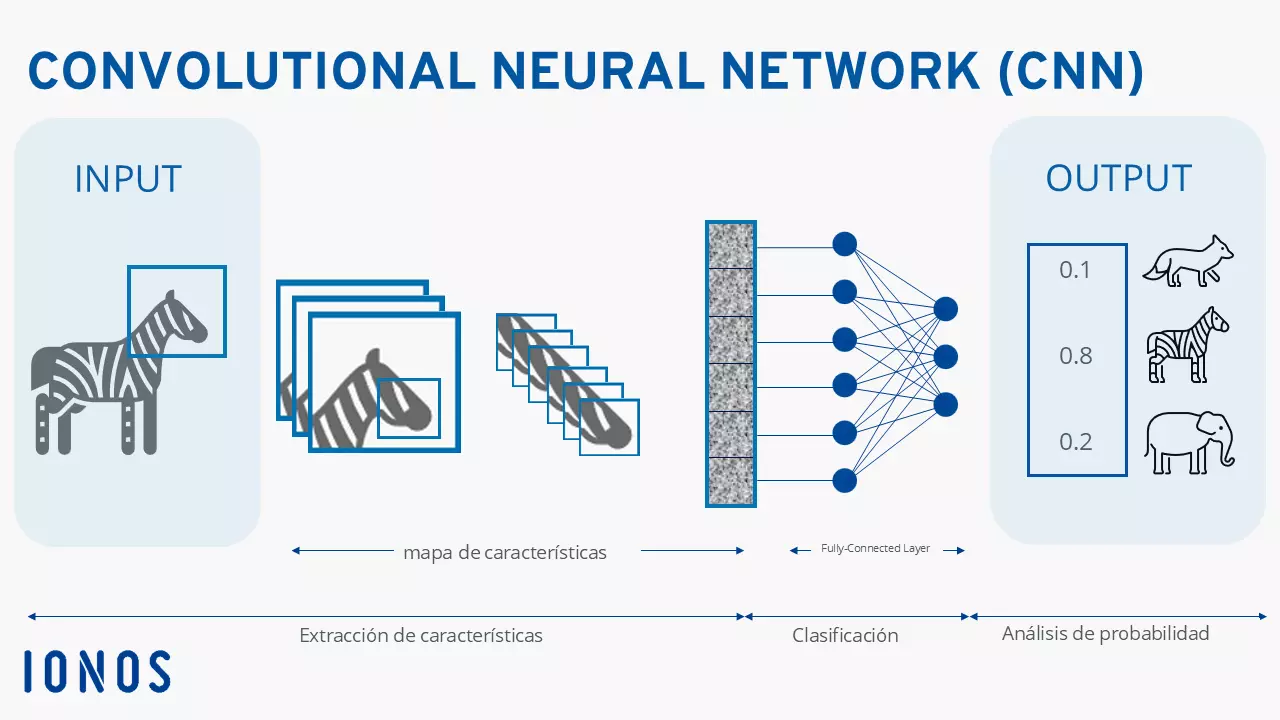 CONVOLUTIONAL NEURAL NETWORK (CNN)
INPUT
OUTPUT
0.1
0.8
0.2
mapa de características
Fully-Connected Layer
Extracción de características
Clasificación
Análisis de probabilidad
IONOS